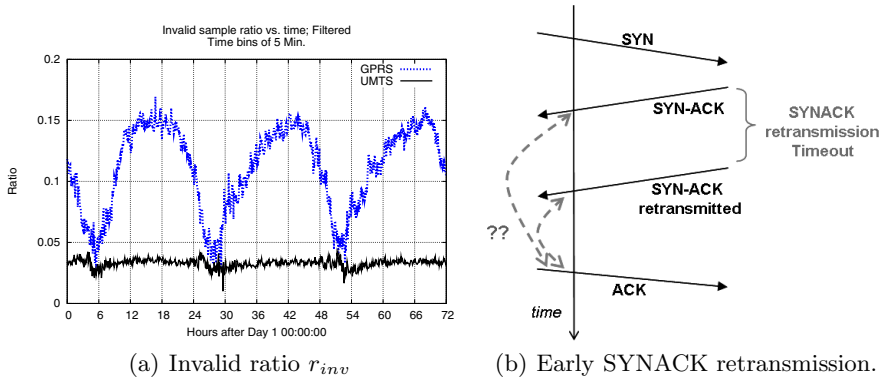 Invalid sample ratio vs. time; Filtered
Time bins of 5 Min.
GPRS
UMTS
0.2
0.15
0.1
0.05
0
Ratio
0 6 12 18 24 30 36 42 48 54 60 66 72
Hours after Day 1 00:00:00
(a) Invalid ratio r_inv
SYN
SYN-ACK
SYNACK
retransmission
Timeout
SYN-ACK
retransmitted
??
ACK
time
(b) Early SYNACK retransmission.